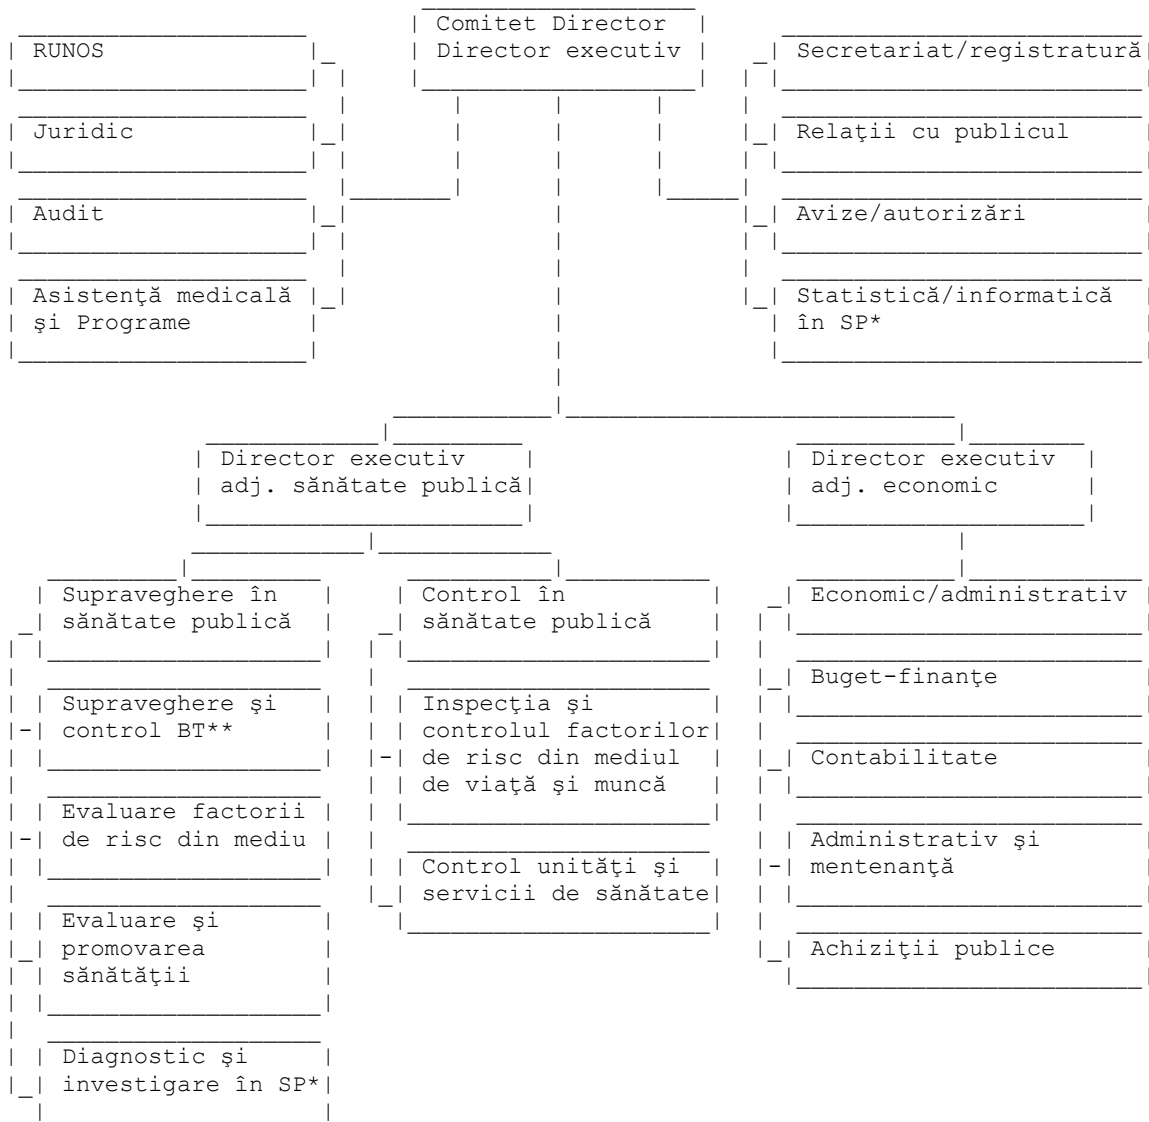 Comitet Director
Director executiv
RUNOS
Juridic
Audit
Asistenţă medicală
şi Programe
Secretariat/registratură
Relaţii cu publicul
Avize/autorizări
Statistică/informatică
în SP*
Director executiv
adj. sănătate publică
Director executiv
adj. economic
Supraveghere în
sănătate publică
Supraveghere şi
control BT**
Evaluare factorii
de risc din mediu
Evaluare şi
promovarea
sănătăţii
Diagnostic şi
investigare în SP*
Control în
sănătate publică
Inspecţia şi
controlul factorilor
de risc din mediul
de viaţă şi muncă
Control unităţi şi
servicii de sănătate
Economic/administrativ
Buget-finanţe
Contabilitate
Administrativ şi
mentenanţă
Achiziţii publice